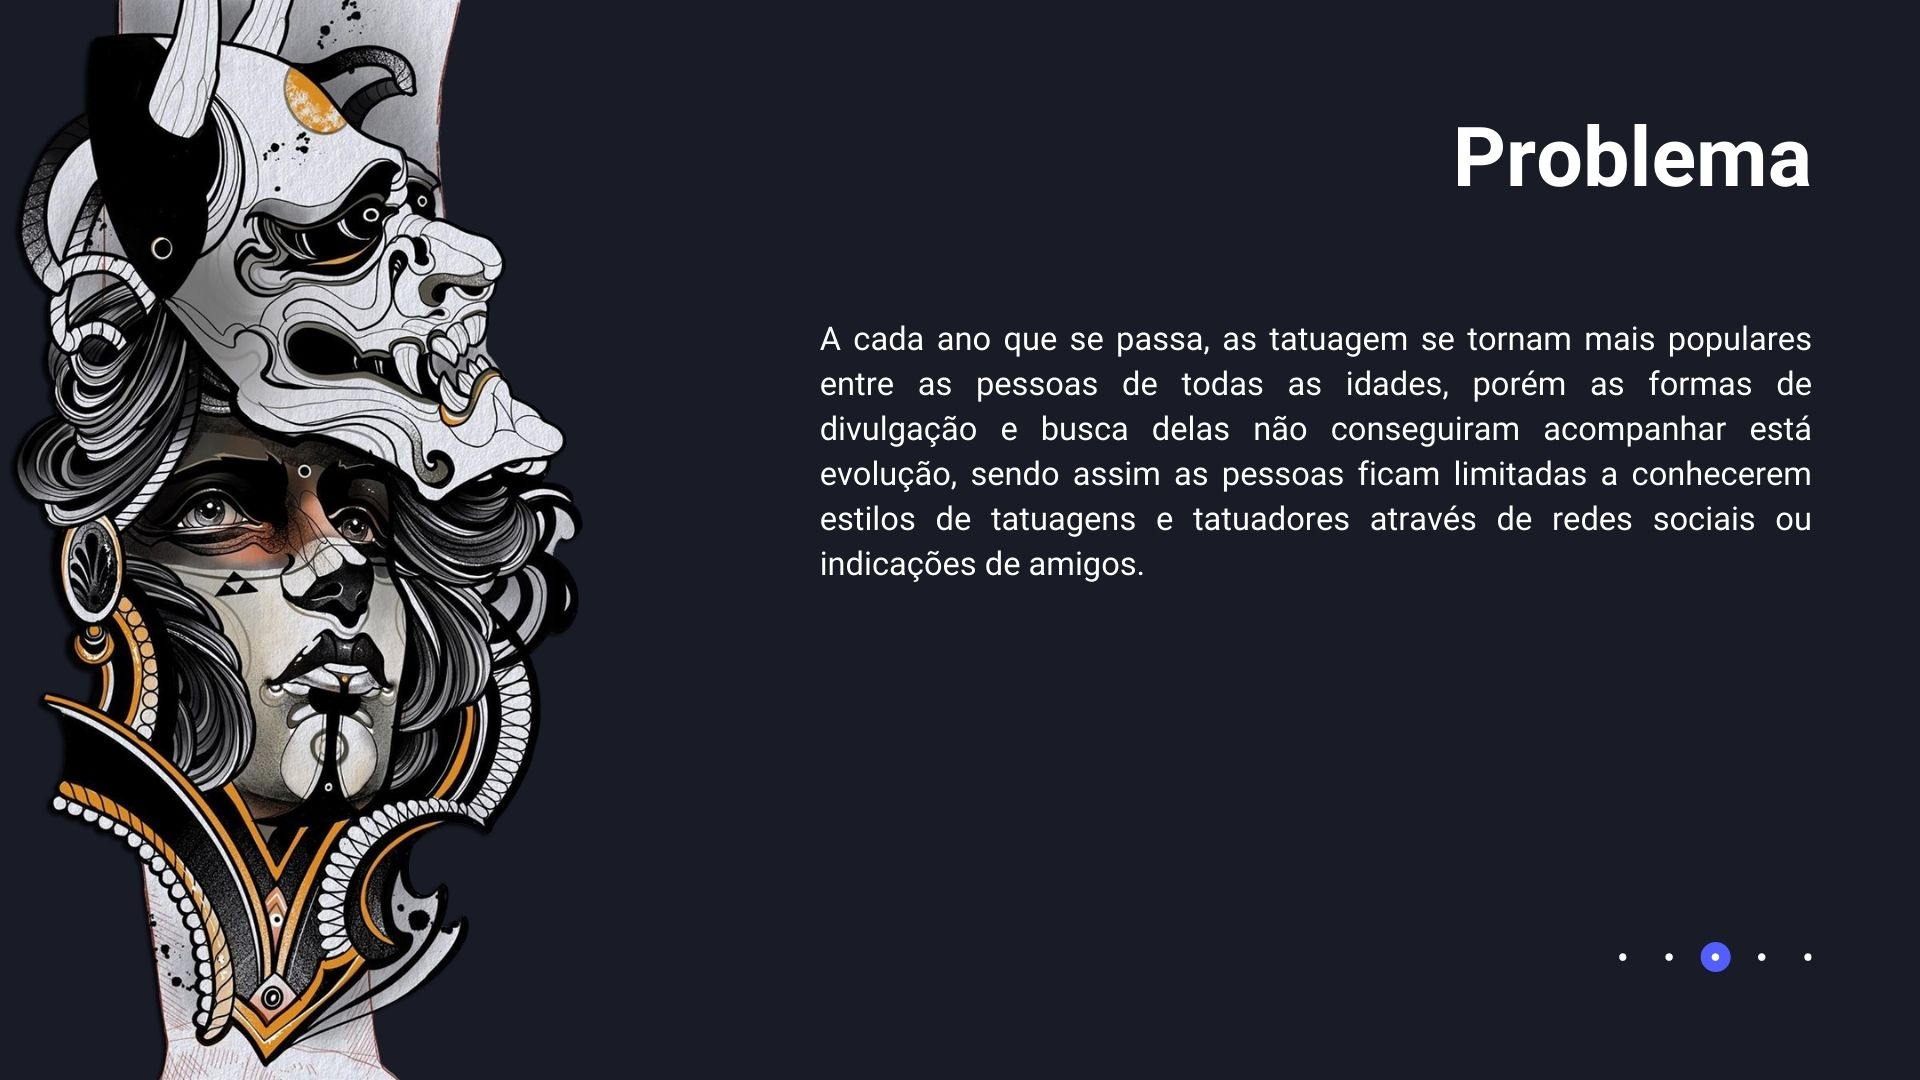 Problema
A cada ano que se passa, as tatuagem se tornam mais populares
entre as pessoas de todas as idades, porém as formas de
divulgação e busca delas não conseguiram acompanhar está
evolução, sendo assim as pessoas ficam limitadas a conhecerem
estilos de tatuagens e tatuadores através de redes sociais ou
indicações de amigos.